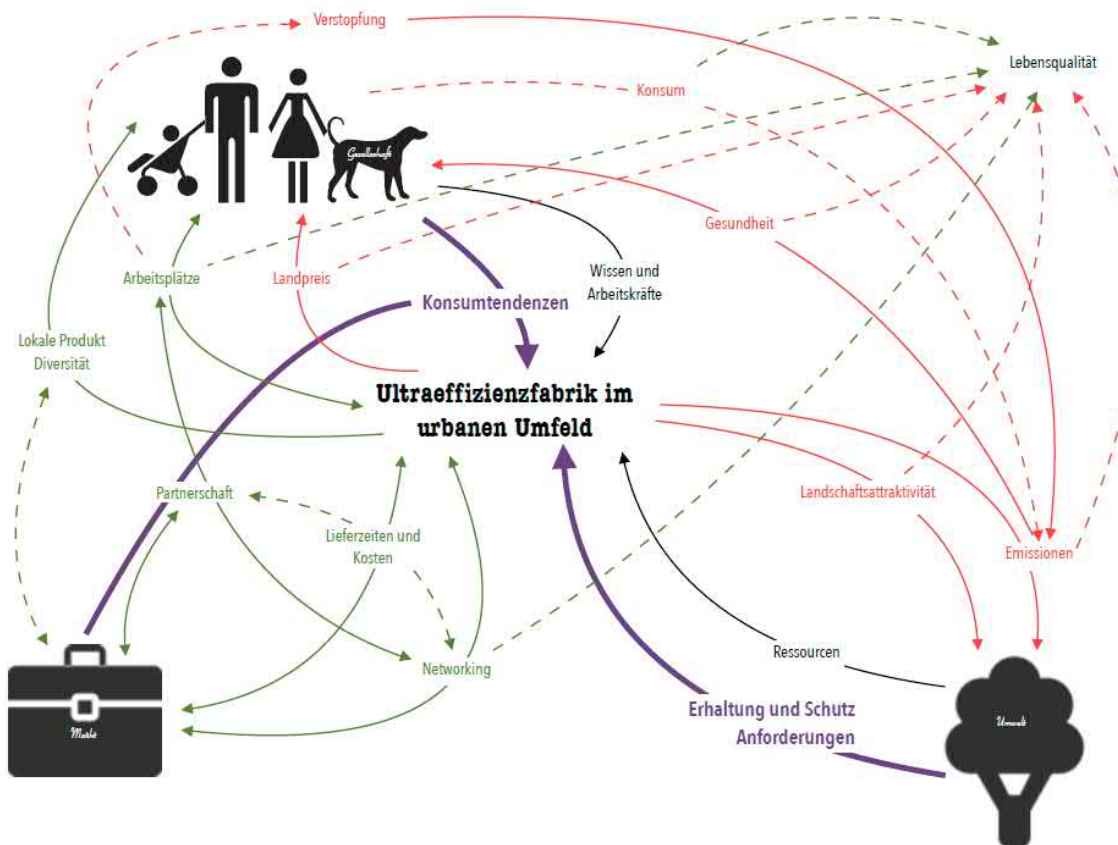 Verstopfung
Lebensqualität
Konsum
Gesellschaft
Gesundheit
Arbeitsplätze
Landpreis
Wissen und
Arbeitskräfte
Konsumtendenzen
Lokale Produkt
Diversität
Ultraeffizienzfabrik im
urbanen Umfeld
Partnerschaft
Landschaftsattraktivität
Lieferzeiten und
Kosten
Emissionen
Networking
Ressourcen
Erhaltung und Schutz
Anforderungen
Markt
Umwelt